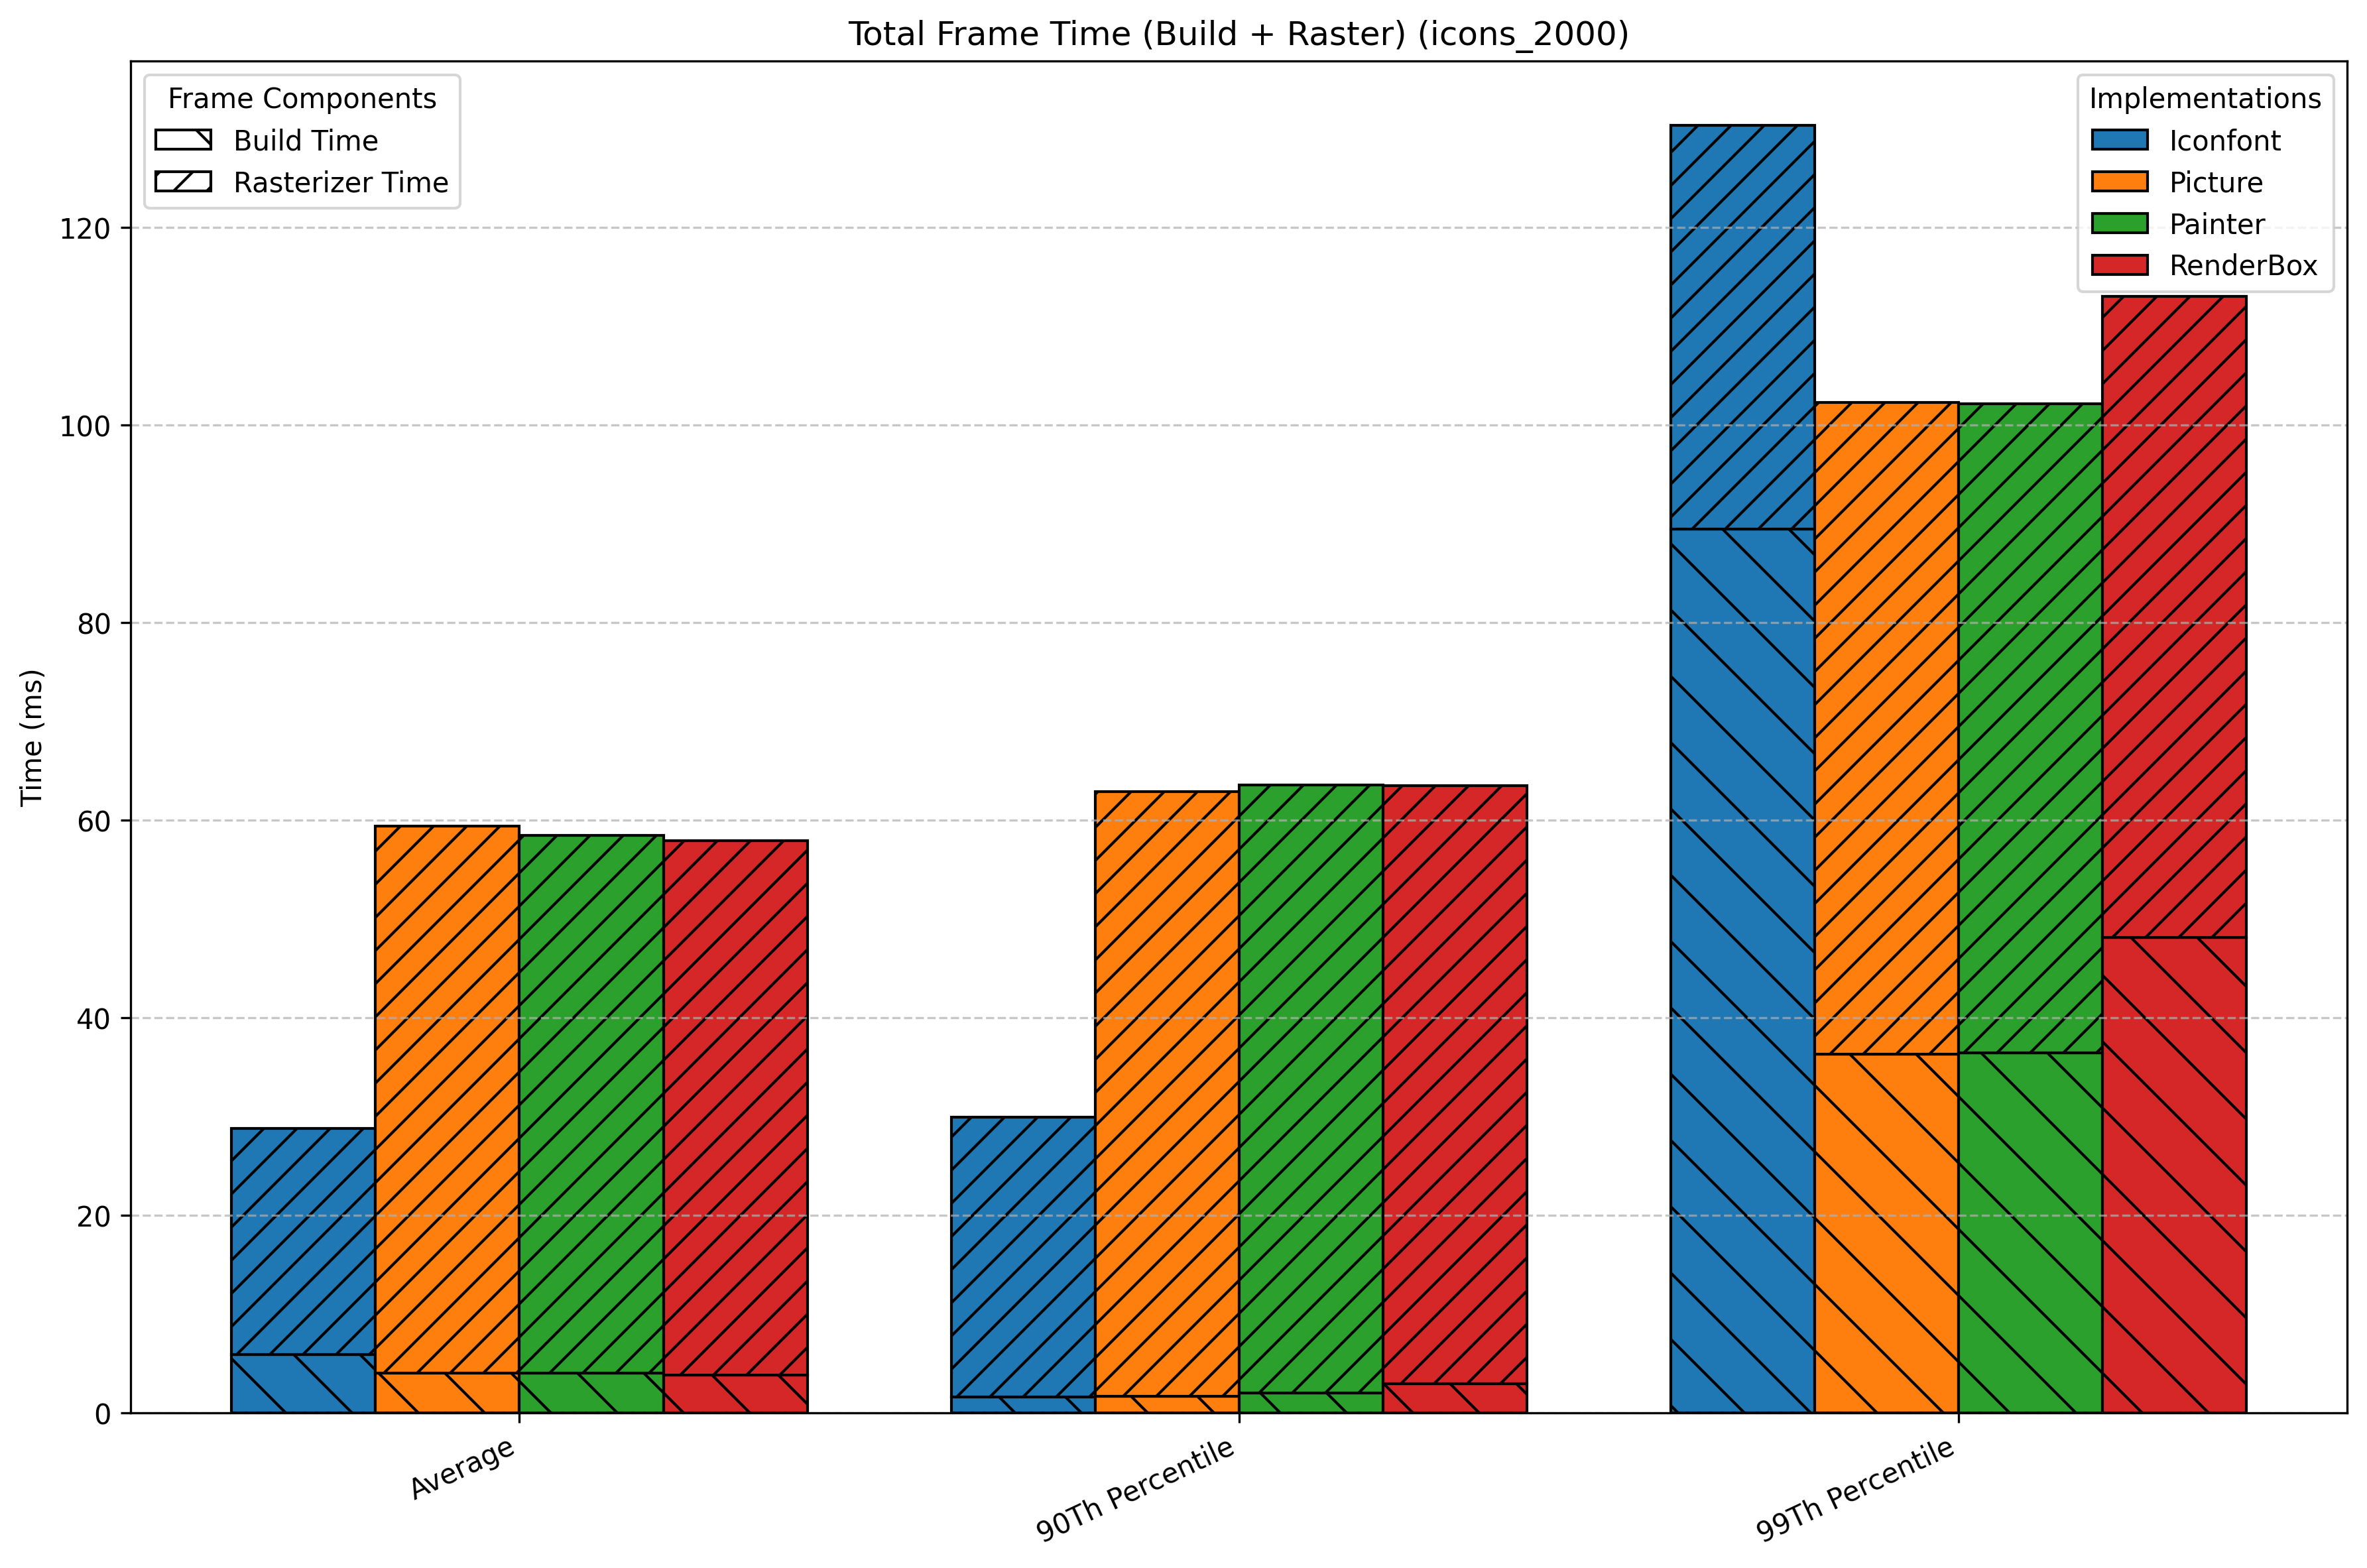 Total Frame Time (Build + Raster) (icons_2000)
Frame Components
Build Time
Rasterizer Time
Implementations
Iconfont
Picture
Painter
RenderBox
Time (ms)
120
100
80
60
40
20
0
Average
90Th Percentile
99Th Percentile